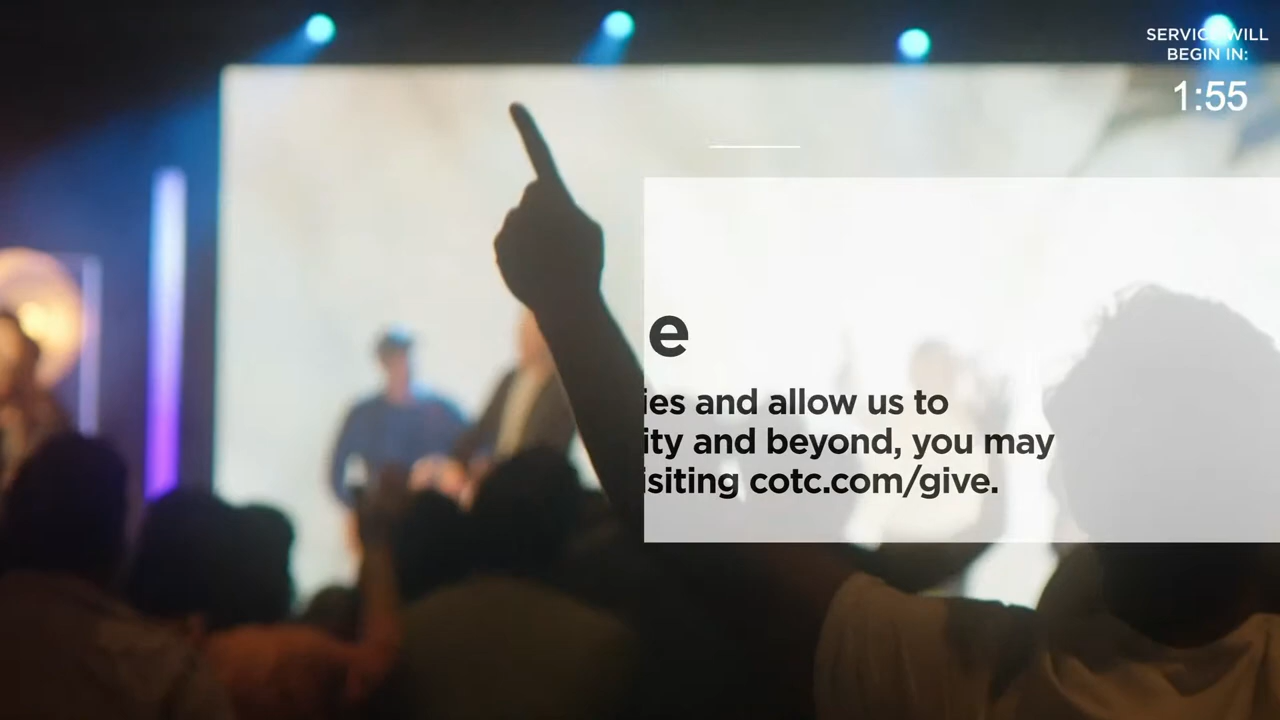 SERVICE WILL
BEGIN IN:
1:55
e
ies and allow us to
ity and beyond, you may
isiting cotc.com/give.